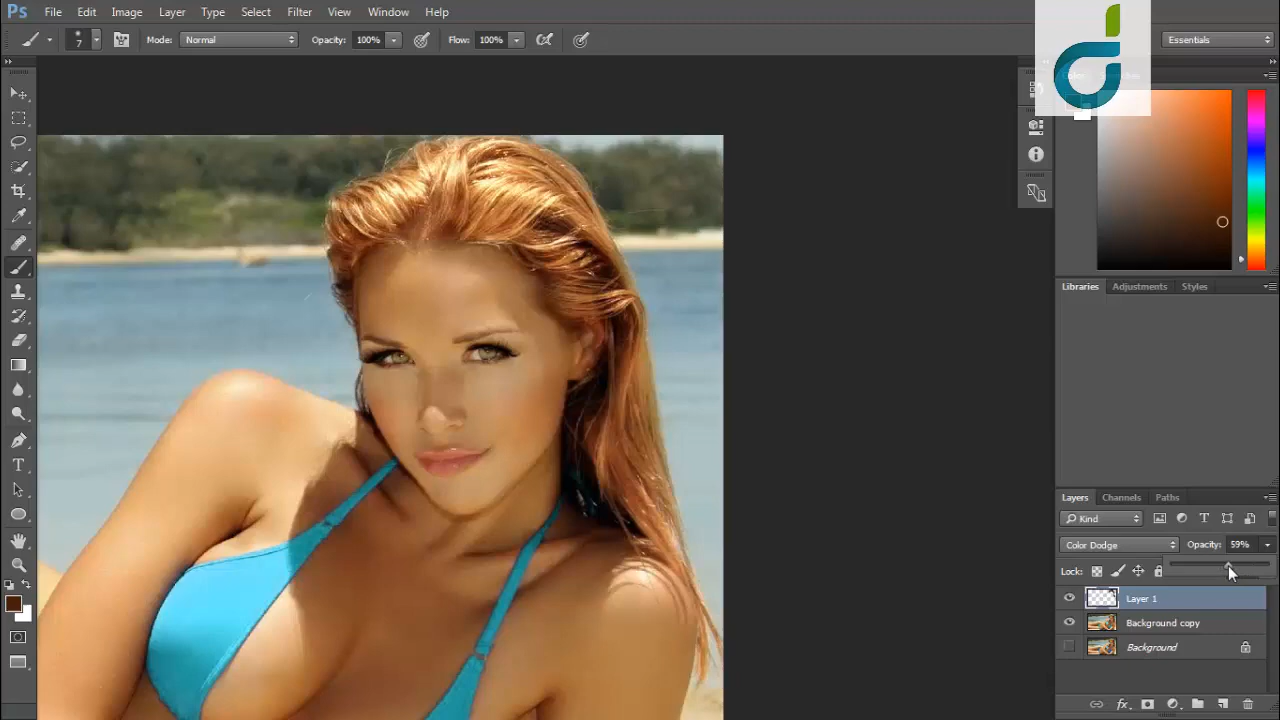 Ps File Edit Image Layer Type Select Filter View Window Help
7 Mode: Normal Opacity: 100% Flow: 100% Essentials
Libraries Adjustments Styles
Layers Channels Paths
Kind T
Color Dodge Opacity: 59%
Lock:
Layer 1
Background copy
Background
fx
T